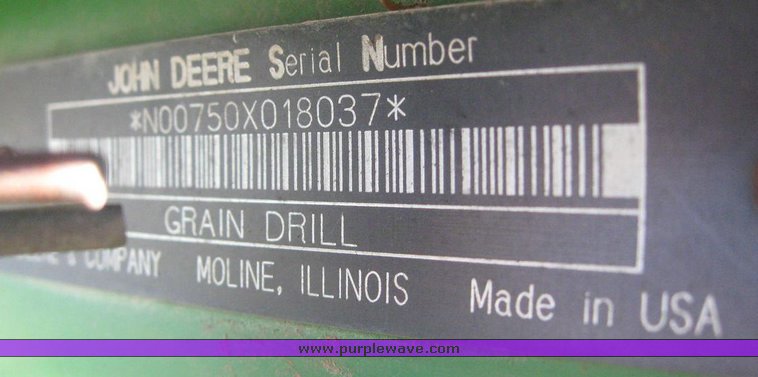 JOHN DEERE Serial Number
*N00750X018037*
GRAIN DRILL
& COMPANY MOLINE, ILLINOIS Made in USA
www.purplewave.com